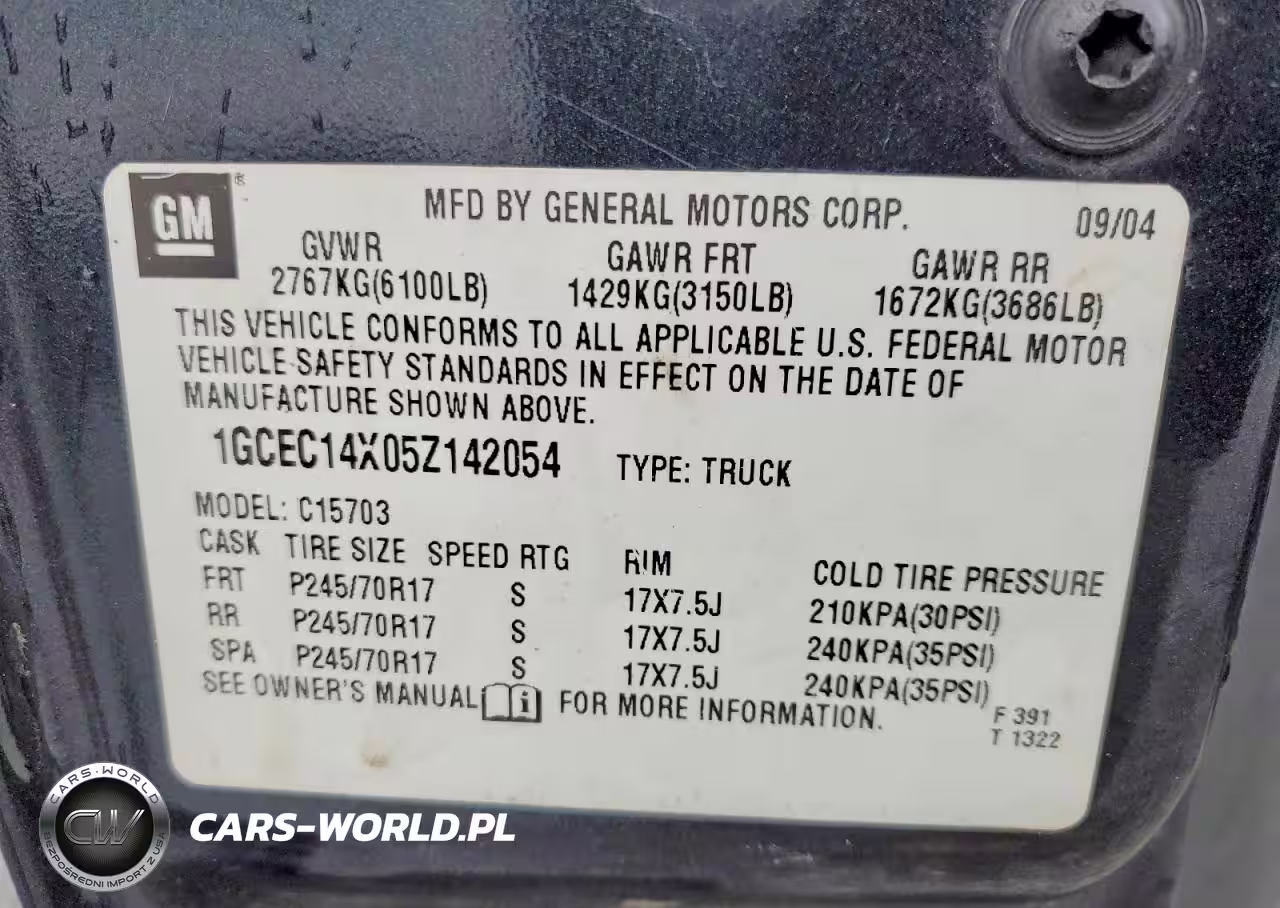 GM ®
MFD BY GENERAL MOTORS CORP.
09/04
GVWR GAWR FRT GAWR RR
2767KG(6100LB) 1429KG(3150LB) 1672KG(3686LB)
THIS VEHICLE CONFORMS TO ALL APPLICABLE U.S. FEDERAL MOTOR
VEHICLE SAFETY STANDARDS IN EFFECT ON THE DATE OF
MANUFACTURE SHOWN ABOVE.
1GCEC14X05Z142054 TYPE: TRUCK
MODEL: C15703
CASK TIRE SIZE SPEED RTG RIM COLD TIRE PRESSURE
FRT P245/70R17 S 17X7.5J 210KPA(30PSI)
RR P245/70R17 S 17X7.5J 240KPA(35PSI)
SPA P245/70R17 S 17X7.5J 240KPA(35PSI)
SEE OWNER'S MANUAL i FOR MORE INFORMATION.
F 391
T 1322
CARS-WORLD
CW
BEZPOŚREDNI IMPORT Z USA
CARS-WORLD.PL